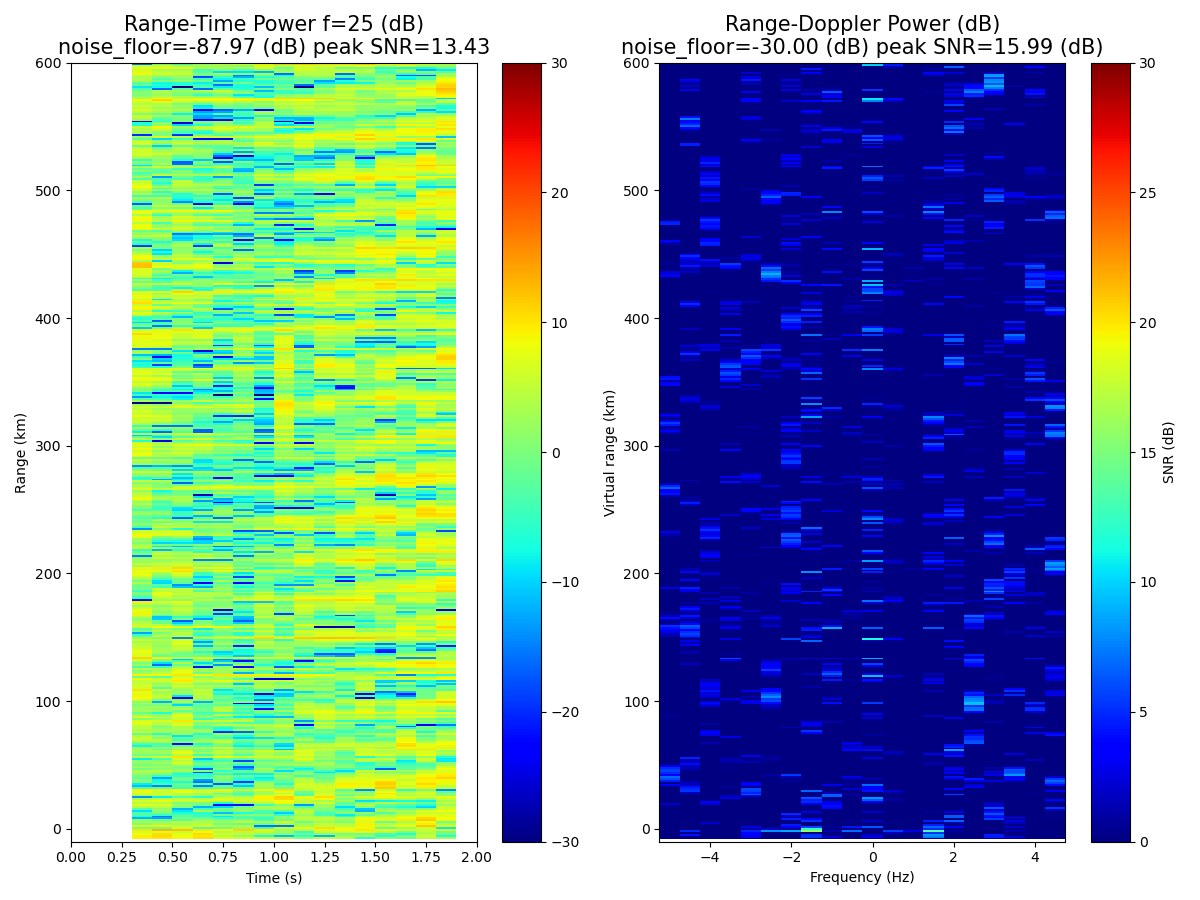 Range-Time Power f=25 (dB)
noise_floor=-87.97 (dB) peak SNR=13.43
600
500
400
300
200
100
0
Range (km)
0.00 0.25 0.50 0.75 1.00 1.25 1.50 1.75 2.00
Time (s)
30
20
10
0
−10
−20
−30
Range-Doppler Power (dB)
noise_floor=-30.00 (dB) peak SNR=15.99 (dB)
600
500
400
300
200
100
0
Virtual range (km)
−4 −2 0 2 4
Frequency (Hz)
30
25
20
15
10
5
0
SNR (dB)